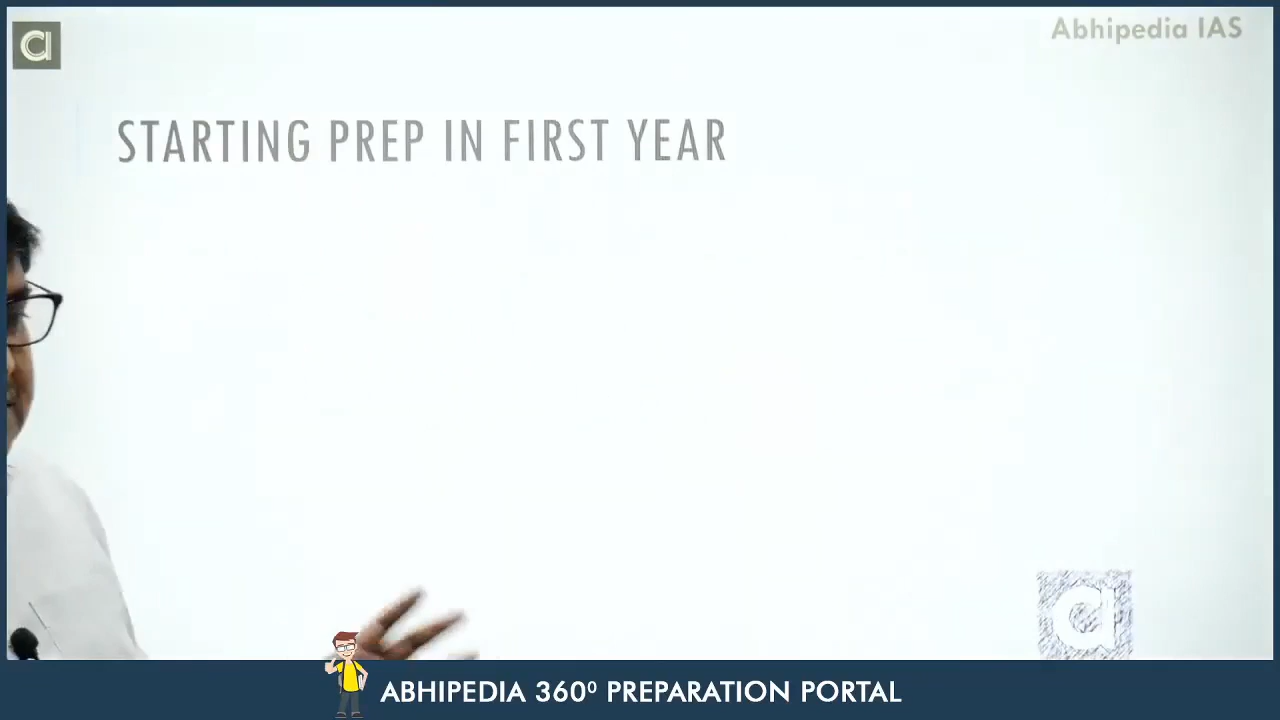 Abhipedia IAS
STARTING PREP IN FIRST YEAR
ABHIPEDIA 360⁰ PREPARATION PORTAL